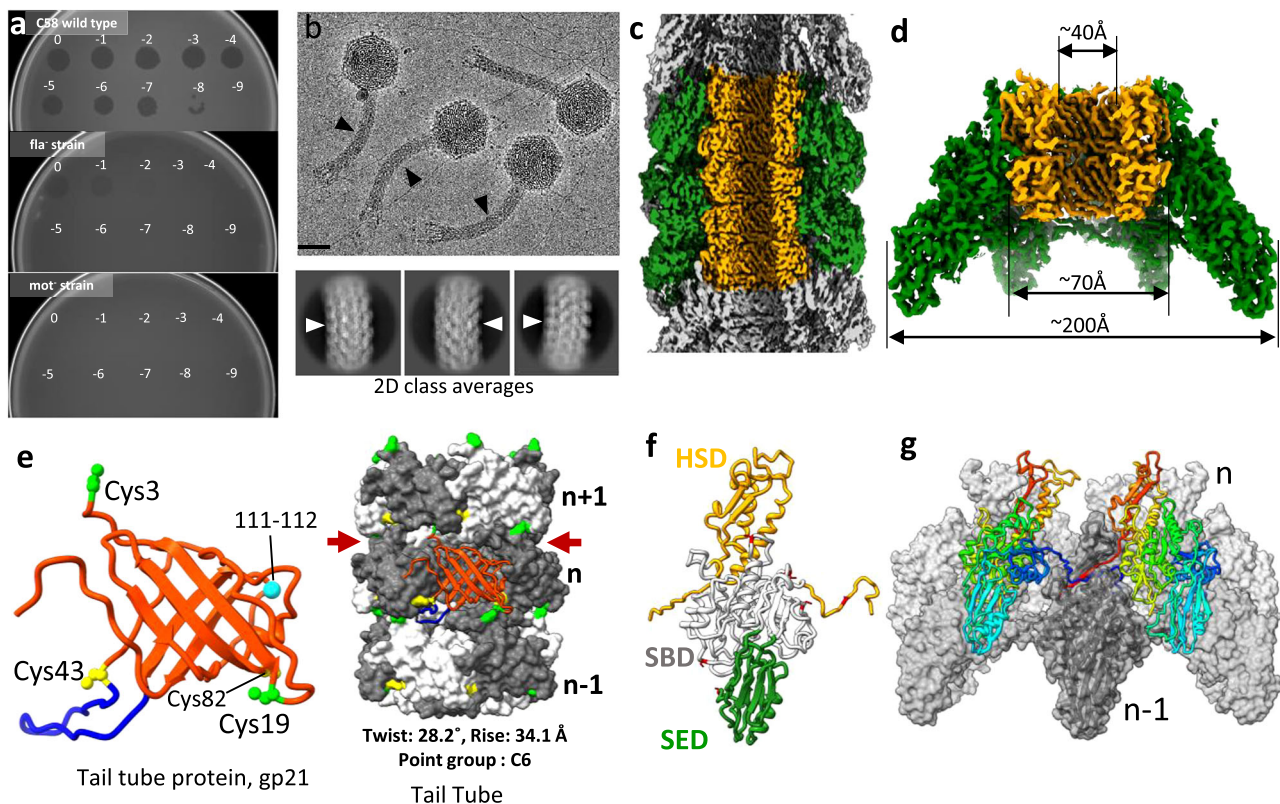 a
C58 wild type
0 -1 -2 -3 -4
-5 -6 -7 -8 -9
fla⁻ strain
0 -1 -2 -3 -4
-5 -6 -7 -8 -9
mot⁻ strain
0 -1 -2 -3 -4
-5 -6 -7 -8 -9
b
2D class averages
c
d
~40Å
~70Å
~200Å
e
Cys3
111-112
Cys43
Cys82
Cys19
Tail tube protein, gp21
n+1
n
n-1
Twist: 28.2˚, Rise: 34.1 Å
Point group : C6
Tail Tube
f
HSD
SBD
SED
g
n
n-1